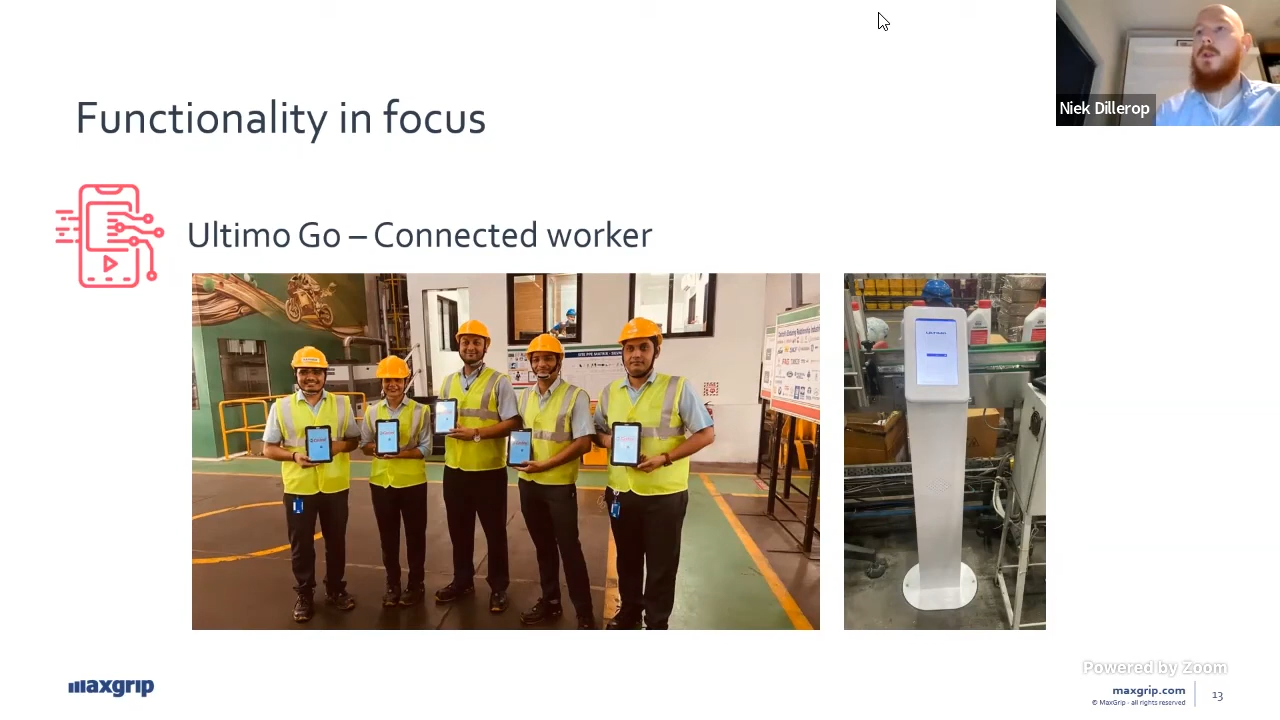 Functionality in focus
Niek Dillerop
Ultimo Go – Connected worker
maxgrip
Powered by Zoom
maxgrip.com
© MaxGrip - all rights reserved
13